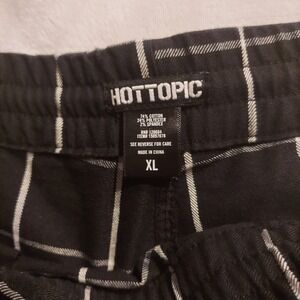 HOTTOPIC
74% COTTON
24% POLYESTER
2% SPANDEX
SEE REVERSE FOR CARE
MADE IN CHINA
XL